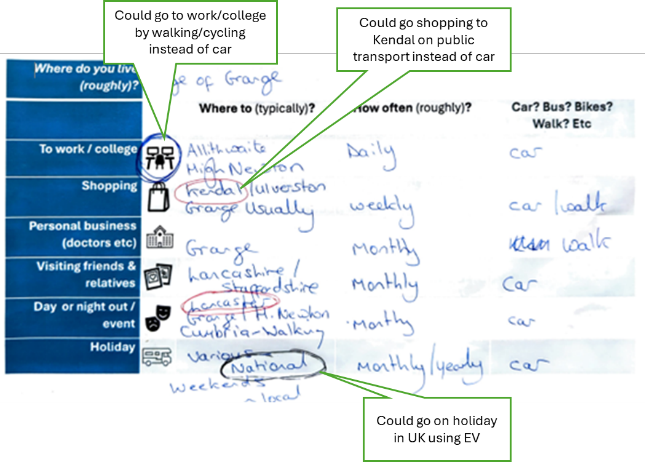 Could go to work/college
by walking/cycling
instead of car
Could go shopping to
Kendal on public
transport instead of car
Where do you live
(roughly)?
ge of Grange
Where to (typically)?
How often (roughly)?
Car? Bus? Bikes?
Walk? Etc
To work / college
Allithwaite
High Newton
Daily
car
Shopping
Kendal/Ulverston
Grange Usually
weekly
car /walk
Personal business
(doctors etc)
Grange
Monthly
walk
Visiting friends &
relatives
Lancashire /
Staffordshire
Monthly
Car
Day or night out /
event
Lancaster
Grange/ H. Newton
Cumbria-Walking
Monthy
car
Holiday
Various
National
Weekends
~ local
Monthly/yearly
car
Could go on holiday
in UK using EV